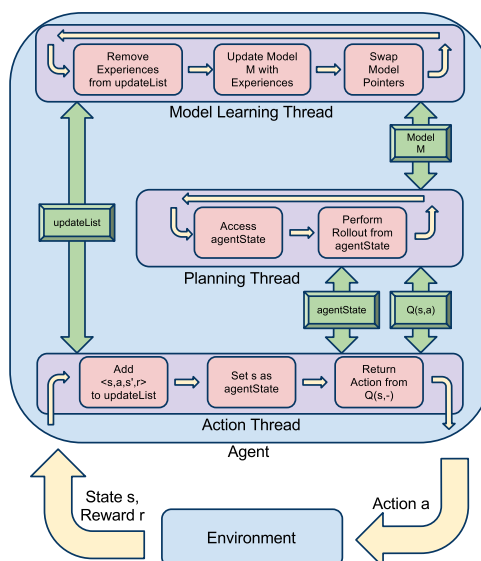 Remove
Experiences
from updateList
Update Model
M with
Experiences
Swap
Model
Pointers
Model Learning Thread
Model
M
updateList
Access
agentState
Perform
Rollout from
agentState
Planning Thread
agentState
Q(s,a)
Add
<s,a,s',r>
to updateList
Set s as
agentState
Return
Action from
Q(s,-)
Action Thread
Agent
State s,
Reward r
Action a
Environment